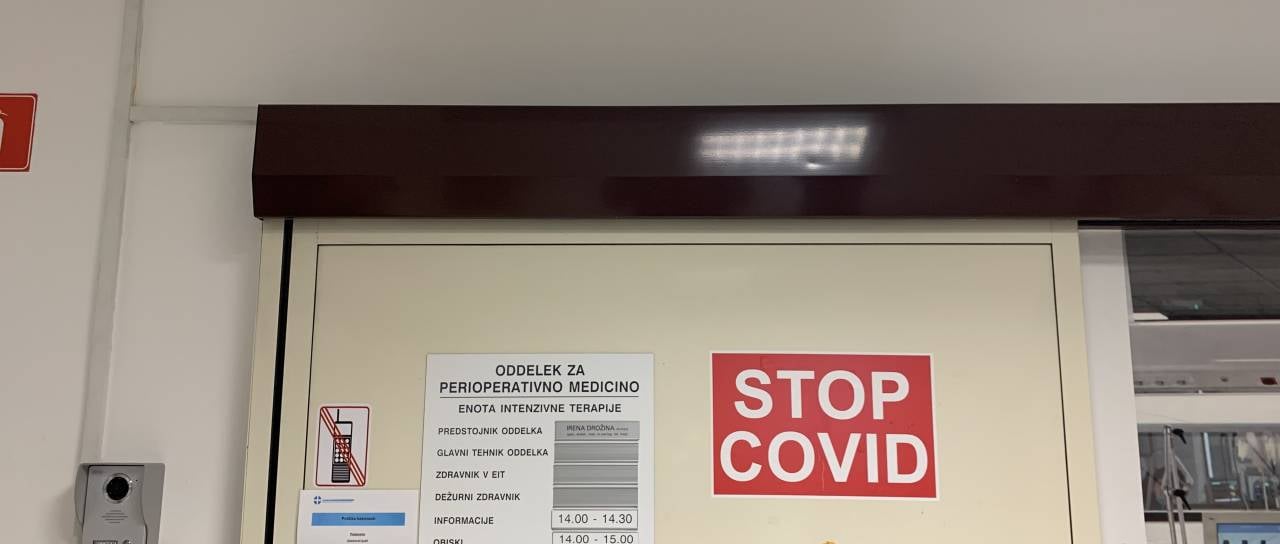 ODDELEK ZA
PERIOPERATIVNO MEDICINO
ENOTA INTENZIVNE TERAPIJE
PREDSTOJNIK ODDELKA
IRENA DROŽINA
GLAVNI TEHNIK ODDELKA
ZDRAVNIK V EIT
DEŽURNI ZDRAVNIK
INFORMACIJE 14.00 - 14.30
OBISKI 14.00 - 15.00
STOP
COVID